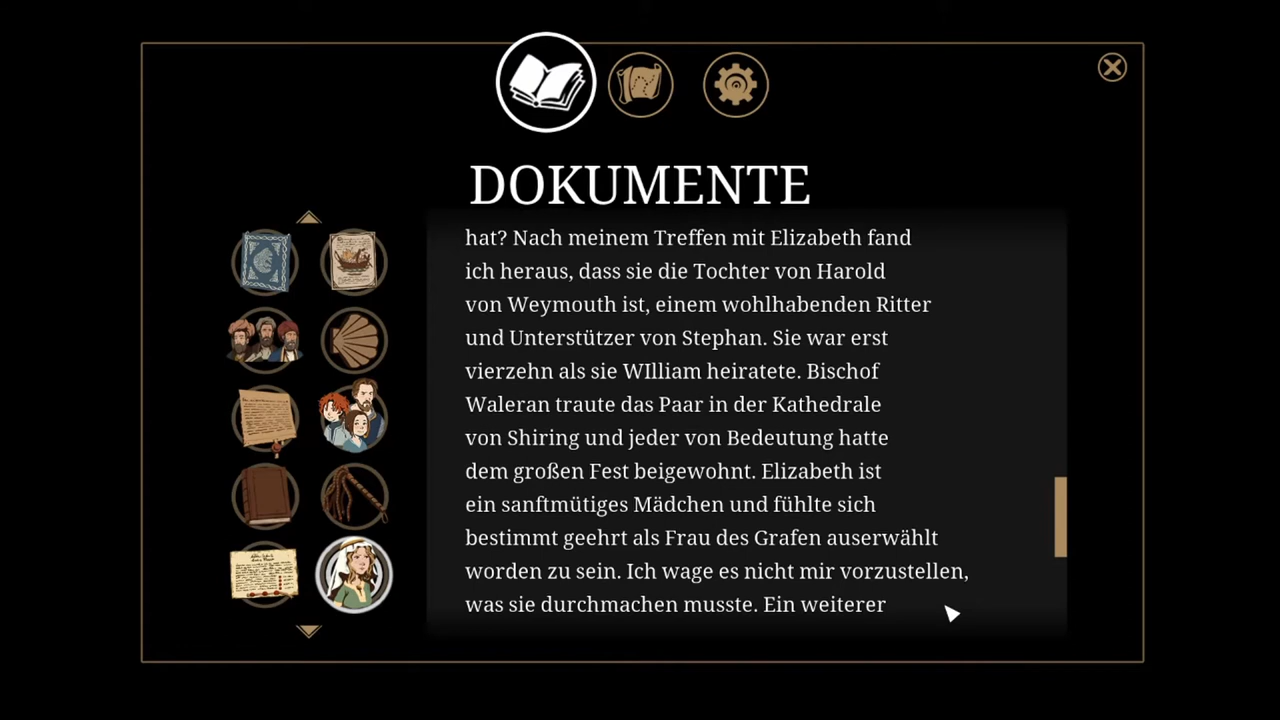 DOKUMENTE
hat? Nach meinem Treffen mit Elizabeth fand
ich heraus, dass sie die Tochter von Harold
von Weymouth ist, einem wohlhabenden Ritter
und Unterstützer von Stephan. Sie war erst
vierzehn als sie WIlliam heiratete. Bischof
Waleran traute das Paar in der Kathedrale
von Shiring und jeder von Bedeutung hatte
dem großen Fest beigewohnt. Elizabeth ist
ein sanftmütiges Mädchen und fühlte sich
bestimmt geehrt als Frau des Grafen auserwählt
worden zu sein. Ich wage es nicht mir vorzustellen,
was sie durchmachen musste. Ein weiterer